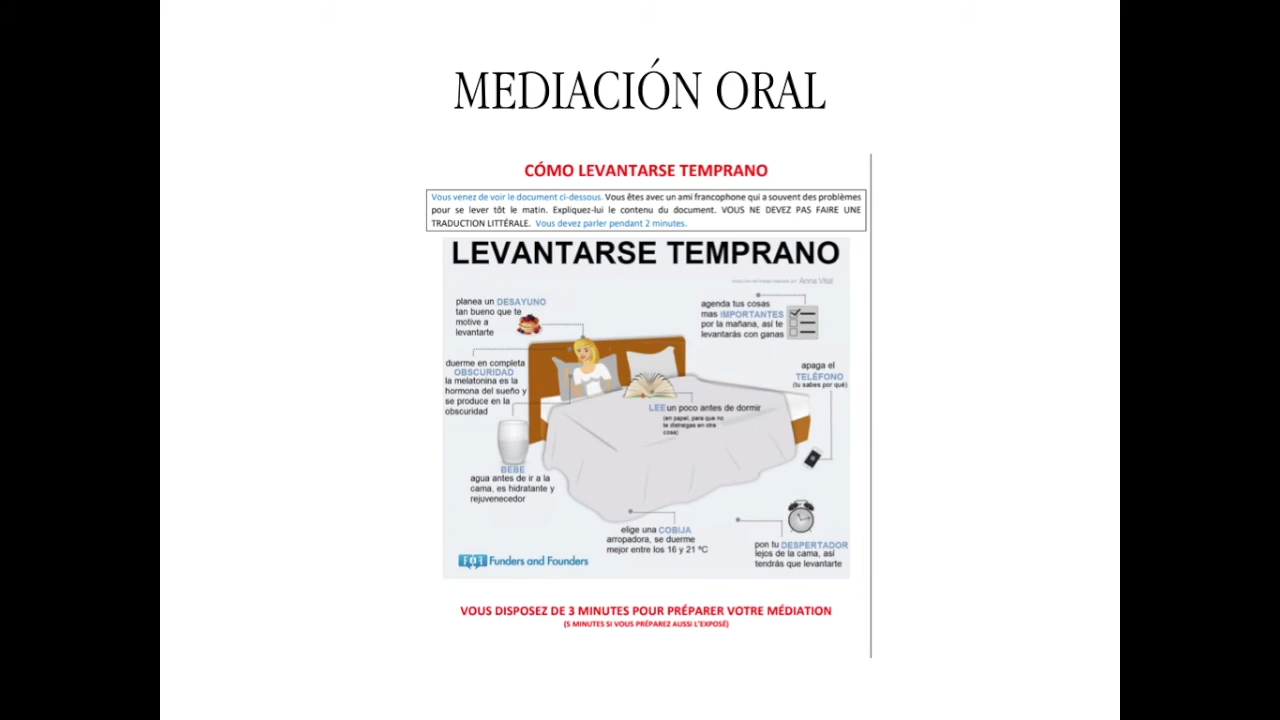 MEDIACIÓN ORAL
CÓMO LEVANTARSE TEMPRANO
Vous venez de voir le document ci-dessous. Vous êtes avec un ami francophone qui a souvent des problèmes
pour se lever tôt le matin. Expliquez-lui le contenu du document. VOUS NE DEVEZ PAS FAIRE UNE
TRADUCTION LITTÉRALE. Vous devez parler pendant 2 minutes.
LEVANTARSE TEMPRANO
Anna Vital
planea un DESAYUNO
tan bueno que te
motive a
levantarte
agenda tus cosas
mas IMPORTANTES
por la mañana, así te
levantarás con ganas
duerme en completa
OBSCURIDAD
la melatonina es la
hormona del sueño y
se produce en la
obscuridad
apaga el
TELÉFONO
(tu sabes por qué)
LEE un poco antes de dormir
(en papel, para que no
te distraigas en otra
cosa)
BEBE
agua antes de ir a la
cama, es hidratante y
rejuvenecedor
elige una COBIJA
arropadora, se duerme
mejor entre los 16 y 21 ºC
pon tu DESPERTADOR
lejos de la cama, así
tendrás que levantarte
Funders and Founders
VOUS DISPOSEZ DE 3 MINUTES POUR PRÉPARER VOTRE MÉDIATION
(5 MINUTES SI VOUS PRÉPAREZ AUSSI L'EXPOSÉ)